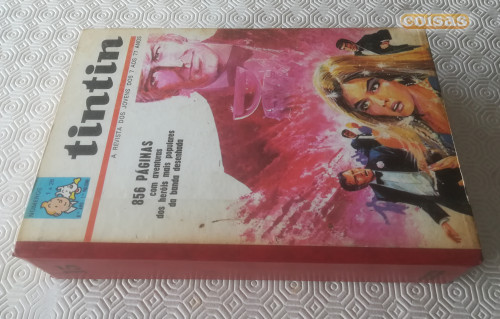 coisas
tintin
A REVISTA DOS JOVENS DOS 7 AOS 77 ANOS
856 PÁGINAS
com aventuras
dos heróis mais populares
da banda desenhada